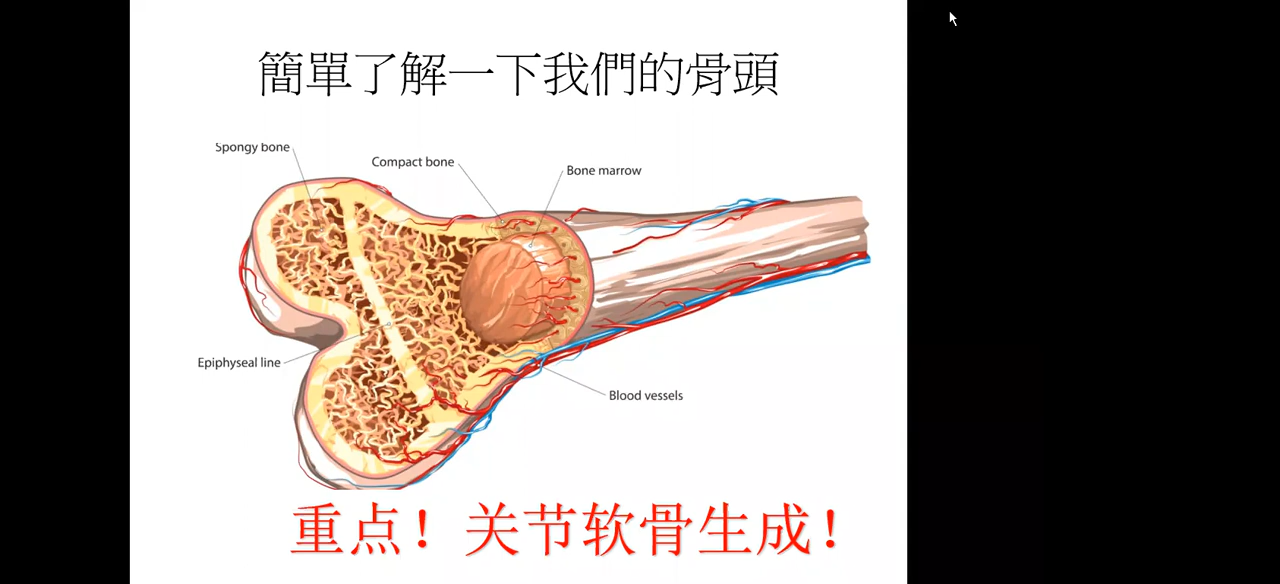 簡單了解一下我們的骨頭
Spongy bone
Compact bone
Bone marrow
Epiphyseal line
Blood vessels
重点！关节软骨生成！